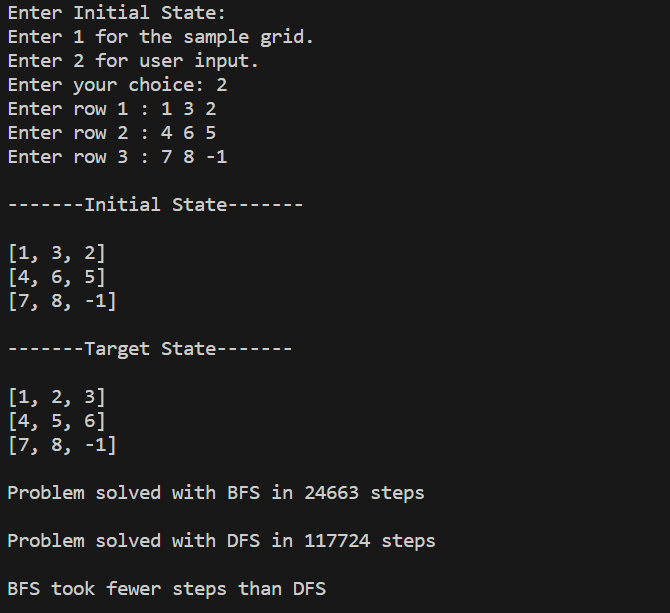 Enter Initial State:
Enter 1 for the sample grid.
Enter 2 for user input.
Enter your choice: 2
Enter row 1 : 1 3 2
Enter row 2 : 4 6 5
Enter row 3 : 7 8 -1
-------Initial State-------
[1, 3, 2]
[4, 6, 5]
[7, 8, -1]
-------Target State-------
[1, 2, 3]
[4, 5, 6]
[7, 8, -1]
Problem solved with BFS in 24663 steps
Problem solved with DFS in 117724 steps
BFS took fewer steps than DFS